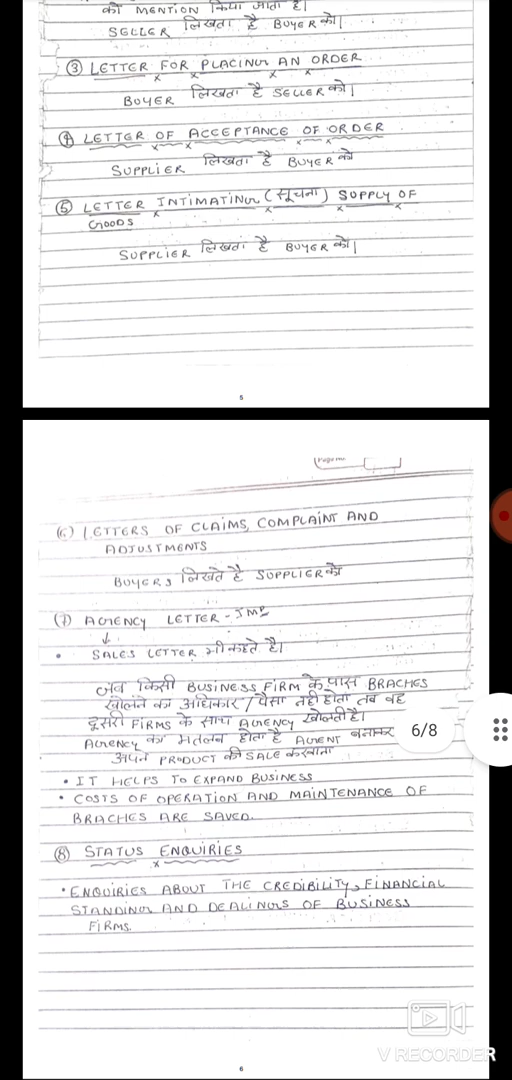 को MENTION किया जाता है।
SELLER लिखता है BUYER को।
③ LETTER FOR PLACING AN ORDER
BUYER लिखता है SELLER को।
④ LETTER OF ACCEPTANCE OF ORDER
SUPPLIER लिखता है BUYER को
⑤ LETTER INTIMATING (सूचना) SUPPLY OF
GOODS
SUPPLIER लिखता है BUYER को।
5
Page no.
(6) LETTERS OF CLAIMS, COMPLAINT AND
ADJUSTMENTS
BUYERS लिखते है SUPPLIER को
(7) AGENCY LETTER - IMP
↓
• SALES LETTER भी कहते है।
जब किसी BUSINESS FIRM के पास BRACHES
खोलने का अधिकार / पैसा नही होता तब वह
दूसरी FIRMS के साथ AGENCY खोलती है।
AGENCY का मतलब होता है AGENT बनाकर
अपने PRODUCT की SALE करवाना
6/8
• IT HELPS TO EXPAND BUSINESS
• COSTS OF OPERATION AND MAINTENANCE OF
BRACHES ARE SAVED.
⑧ STATUS ENQUIRIES
• ENQUIRIES ABOUT THE CREDIBILITY, FINANCIAL
STANDING AND DEALINGS OF BUSINESS
FIRMS.
V RECORDER
6